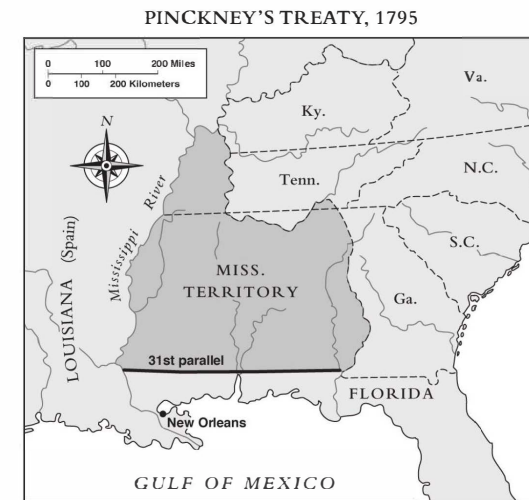 PINCKNEY'S TREATY, 1795
0 100 200 Miles
0 100 200 Kilometers
N
Va.
Ky.
Tenn.
N.C.
S.C.
Ga.
Mississippi River
LOUISIANA (Spain)
MISS.
TERRITORY
31st parallel
FLORIDA
New Orleans
GULF OF MEXICO